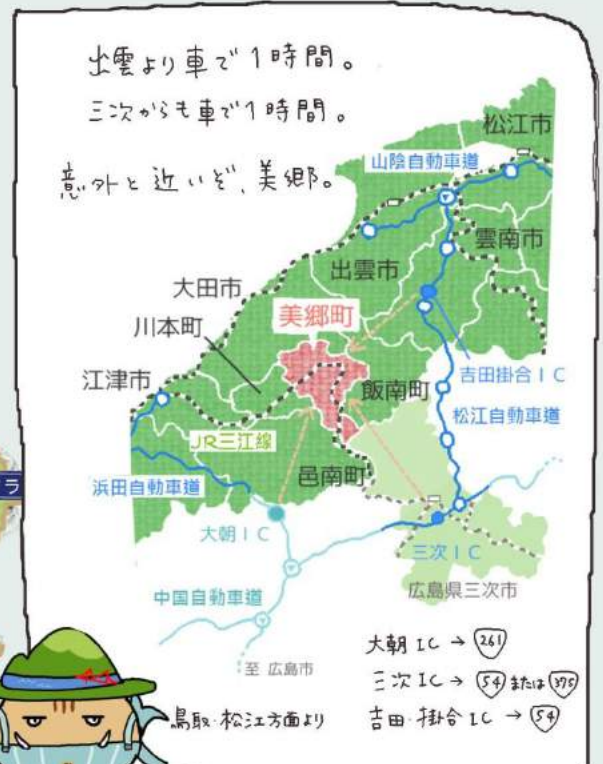 出雲より車で1時間。
三次からも車で1時間。
意外と近いぞ、美郷。
松江市
山陰自動車道
雲南市
出雲市
大田市
美郷町
川本町
江津市
吉田掛合IC
飯南町
松江自動車道
JR三江線
邑南町
浜田自動車道
ラ
大朝IC
三次IC
広島県三次市
中国自動車道
至 広島市
大朝IC → 261
三次IC → 54 または 375
鳥取・松江方面より 吉田・掛合IC → 54